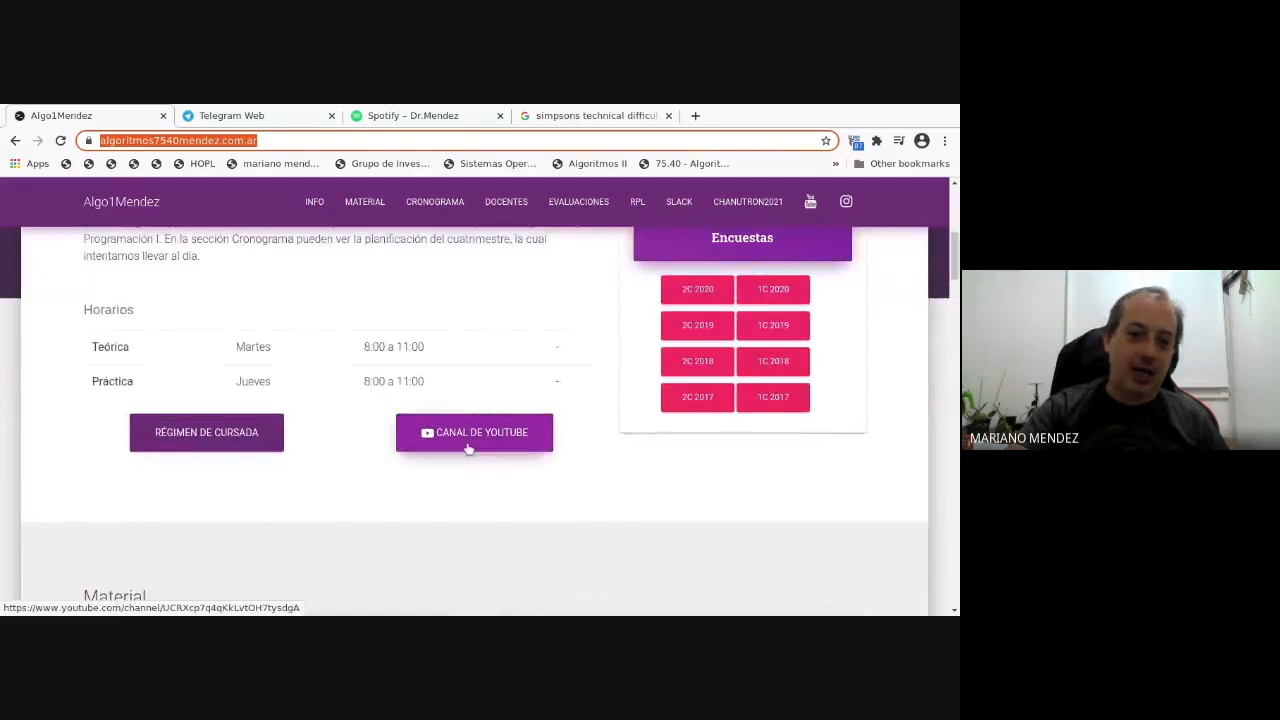 Algo1Mendez
Telegram Web
Spotify – Dr.Mendez
simpsons technical difficul
algoritmos7540mendez.com.ar
87
Apps
HOPL
mariano mend...
Grupo de Inves...
Sistemas Oper...
Algoritmos II
75.40 - Algorit...
»
Other bookmarks
Algo1Mendez
INFO
MATERIAL
CRONOGRAMA
DOCENTES
EVALUACIONES
RPL
SLACK
CHANUTRON2021
Programación I. En la sección Cronograma pueden ver la planificación del cuatrimestre, la cual
intentamos llevar al día.
Horarios
Teórica Martes 8:00 a 11:00 -
Práctica Jueves 8:00 a 11:00 -
RÉGIMEN DE CURSADA
CANAL DE YOUTUBE
Encuestas
2C 2020 1C 2020
2C 2019 1C 2019
2C 2018 1C 2018
2C 2017 1C 2017
Material
https://www.youtube.com/channel/UCRXcp7q4qKkLvtOH7tysdgA
MARIANO MENDEZ